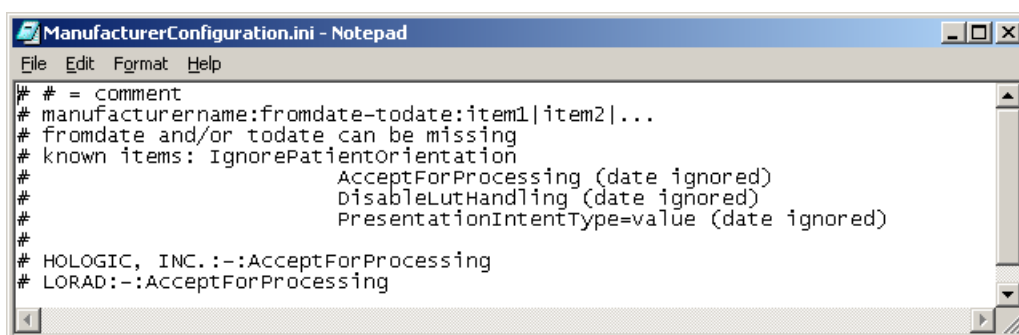 ManufacturerConfiguration.ini - Notepad
File Edit Format Help
# # = comment
# manufacturername:fromdate-todate:item1|item2|...
# fromdate and/or todate can be missing
# known items: IgnorePatientOrientation
# AcceptForProcessing (date ignored)
# DisableLutHandling (date ignored)
# PresentationIntentType=value (date ignored)
#
# HOLOGIC, INC.:-:AcceptForProcessing
# LORAD:-:AcceptForProcessing